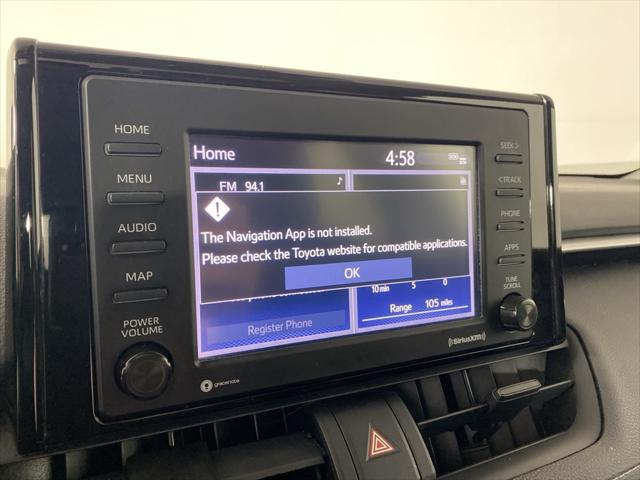 HOME
MENU
AUDIO
MAP
POWER
VOLUME
gracenote
Home
4:58
FM 94.1
The Navigation App is not installed.
Please check the Toyota website for compatible applications.
OK
Register Phone
10 min 5 0
Range 105 miles
SEEK >
< TRACK
PHONE
APPS
TUNE
SCROLL
((SiriusXM))